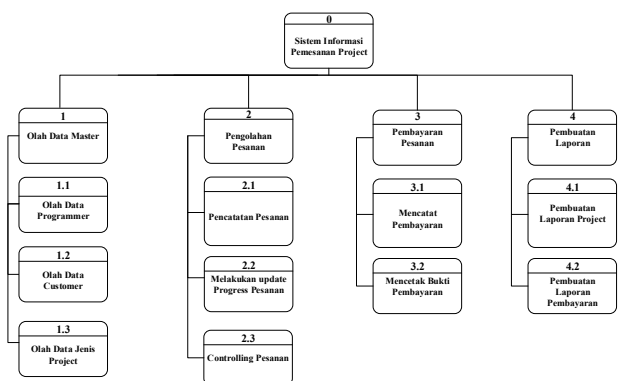 0
Sistem Informasi
Pemesanan Project
1
Olah Data Master
1.1
Olah Data
Programmer
1.2
Olah Data
Customer
1.3
Olah Data Jenis
Project
2
Pengolahan
Pesanan
2.1
Pencatatan Pesanan
2.2
Melakukan update
Progress Pesanan
2.3
Controlling Pesanan
3
Pembayaran
Pesanan
3.1
Mencatat
Pembayaran
3.2
Mencetak Bukti
Pembayaran
4
Pembuatan
Laporan
4.1
Pembuatan
Laporan Project
4.2
Pembuatan
Laporan
Pembayaran